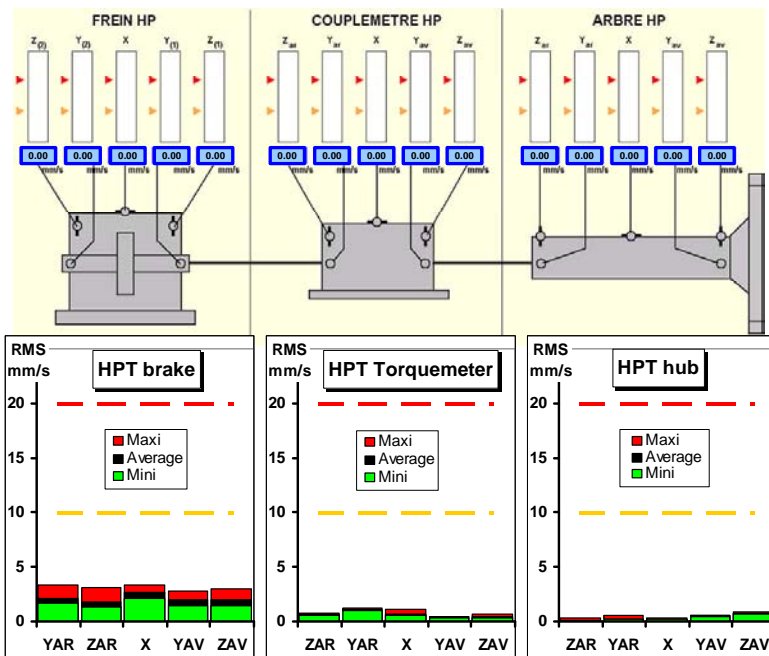 FREIN HP COUPLEMETRE HP ARBRE HP
Z(2) Y(2) X Y(1) Z(1) Zar Yar X Yav Zav Zar Yar X Yav Zav
0.00 0.00 0.00 0.00 0.00 0.00 0.00 0.00 0.00 0.00 0.00 0.00 0.00 0.00 0.00
mm/s mm/s mm/s mm/s mm/s mm/s mm/s mm/s mm/s mm/s mm/s mm/s mm/s mm/s mm/s
RMS
mm/s
HPT brake
20
15
10
5
0
Maxi
Average
Mini
YAR ZAR X YAV ZAV
RMS
mm/s
HPT Torquemeter
20
15
10
5
0
Maxi
Average
Mini
ZAR YAR X YAV ZAV
RMS
mm/s
HPT hub
20
15
10
5
0
Maxi
Average
Mini
ZAR YAR X YAV ZAV